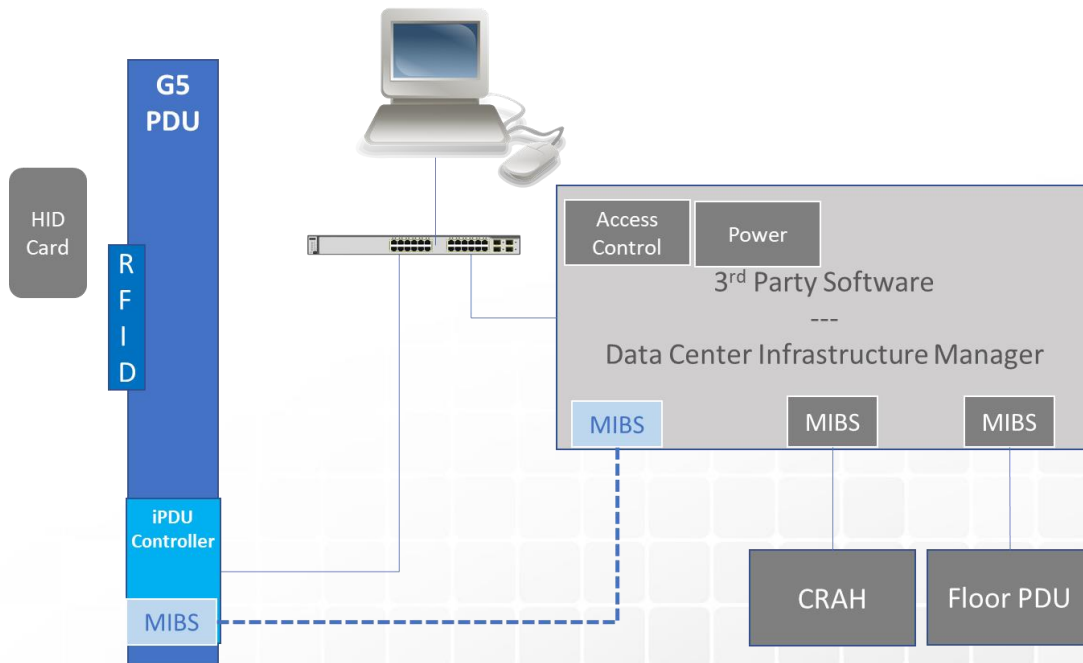 G5
PDU
HID
Card
R
F
I
D
iPDU
Controller
MIBS
Access
Control
Power
3rd Party Software
---
Data Center Infrastructure Manager
MIBS
MIBS
MIBS
CRAH
Floor PDU